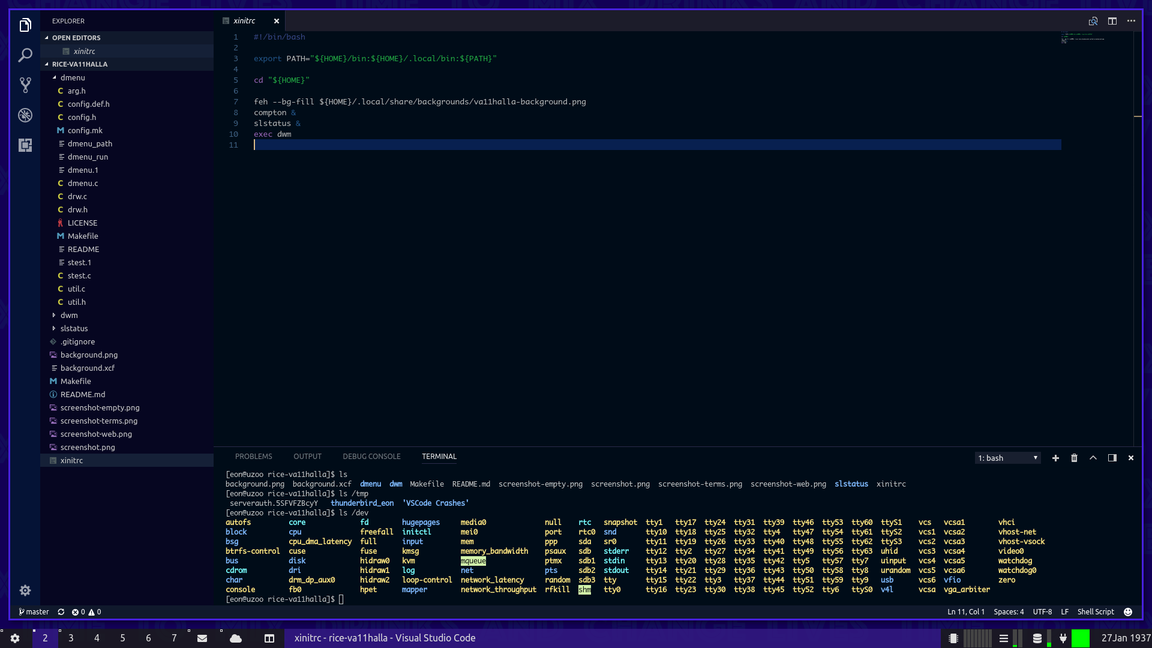 EXPLORER
OPEN EDITORS
xinitrc
RICE-VA11HALLA
dmenu
arg.h
config.def.h
config.h
config.mk
dmenu_path
dmenu_run
dmenu.1
dmenu.c
drw.c
drw.h
LICENSE
Makefile
README
stest.1
stest.c
util.c
util.h
dwm
slstatus
.gitignore
background.png
background.xcf
Makefile
README.md
screenshot-empty.png
screenshot-terms.png
screenshot-web.png
screenshot.png
xinitrc
xinitrc
1 #!/bin/bash
2
3 export PATH="${HOME}/bin:${HOME}/.local/bin:${PATH}"
4
5 cd "${HOME}"
6
7 feh --bg-fill ${HOME}/.local/share/backgrounds/va11halla-background.png
8 compton &
9 slstatus &
10 exec dwm
11
PROBLEMS OUTPUT DEBUG CONSOLE TERMINAL 1: bash
[eon@uzoo rice-va11halla]$ ls
background.png background.xcf dmenu dwm Makefile README.md screenshot-empty.png screenshot.png screenshot-terms.png screenshot-web.png slstatus xinitrc
[eon@uzoo rice-va11halla]$ ls /tmp
serverauth.5SFVFZBcyY thunderbird_eon 'VSCode Crashes'
[eon@uzoo rice-va11halla]$ ls /dev
autofs core fd hugepages media0 null rtc snapshot tty1 tty17 tty24 tty31 tty39 tty46 tty53 tty60 ttyS1 vcs vcsa1 vhci
block cpu freefall initctl mei0 port rtc0 snd tty10 tty18 tty25 tty32 tty4 tty47 tty54 tty61 ttyS2 vcs1 vcsa2 vhost-net
bsg cpu_dma_latency full input mem ppp sda sr0 tty11 tty19 tty26 tty33 tty40 tty48 tty55 tty62 ttyS3 vcs2 vcsa3 vhost-vsock
btrfs-control cuse fuse kmsg memory_bandwidth psaux sdb stderr tty12 tty2 tty27 tty34 tty41 tty49 tty56 tty63 uhid vcs3 vcsa4 video0
bus disk hidraw0 kvm mqueue ptmx sdb1 stdin tty13 tty20 tty28 tty35 tty42 tty5 tty57 tty7 uinput vcs4 vcsa5 watchdog
cdrom dri hidraw1 log net pts sdb2 stdout tty14 tty21 tty29 tty36 tty43 tty50 tty58 tty8 urandom vcs5 vcsa6 watchdog0
char drm_dp_aux0 hidraw2 loop-control network_latency random sdb3 tty tty15 tty22 tty3 tty37 tty44 tty51 tty59 tty9 usb vcs6 vfio zero
console fb0 hpet mapper network_throughput rfkill shm tty0 tty16 tty23 tty30 tty38 tty45 tty52 tty6 ttyS0 v4l vcsa vga_arbiter
[eon@uzoo rice-va11halla]$
master 0 0 Ln 11, Col 1 Spaces: 4 UTF-8 LF Shell Script
2 3 4 5 6 7 xinitrc - rice-va11halla - Visual Studio Code 27Jan 1937